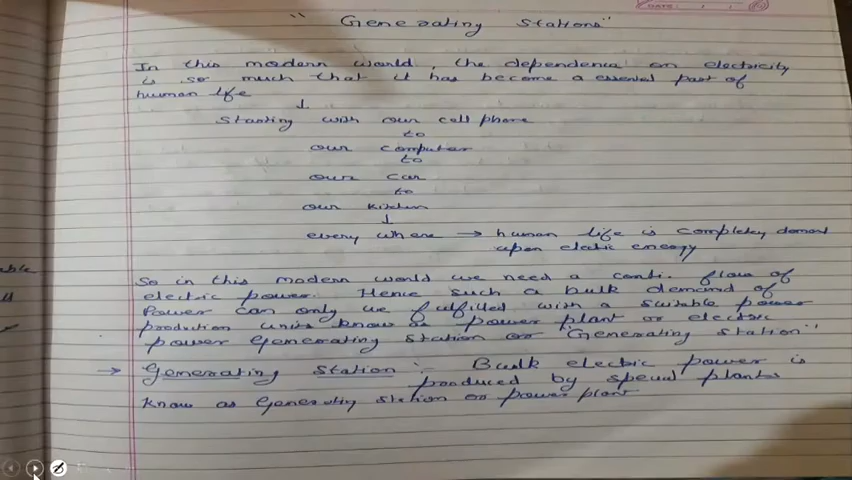 " Generating Stations"
DATE: / /
In this modern world, the dependence on electricity
is so much that it has become a essental part of
human life
↓
Starting with our cell phone
to
our computer
to
our car
to
our kitchen
↓
every where → human life is completely demand
upon electic energy
So in this modern world we need a conti. flow of
electric power. Hence such a bulk demand of
Power can only we fulfilled with a suitable power
production units know as power plant or electric
power Generating station or "Generating station"
→ Generating Station :- Bulk electric power is
produced by special plants
know as Generating station or power plant